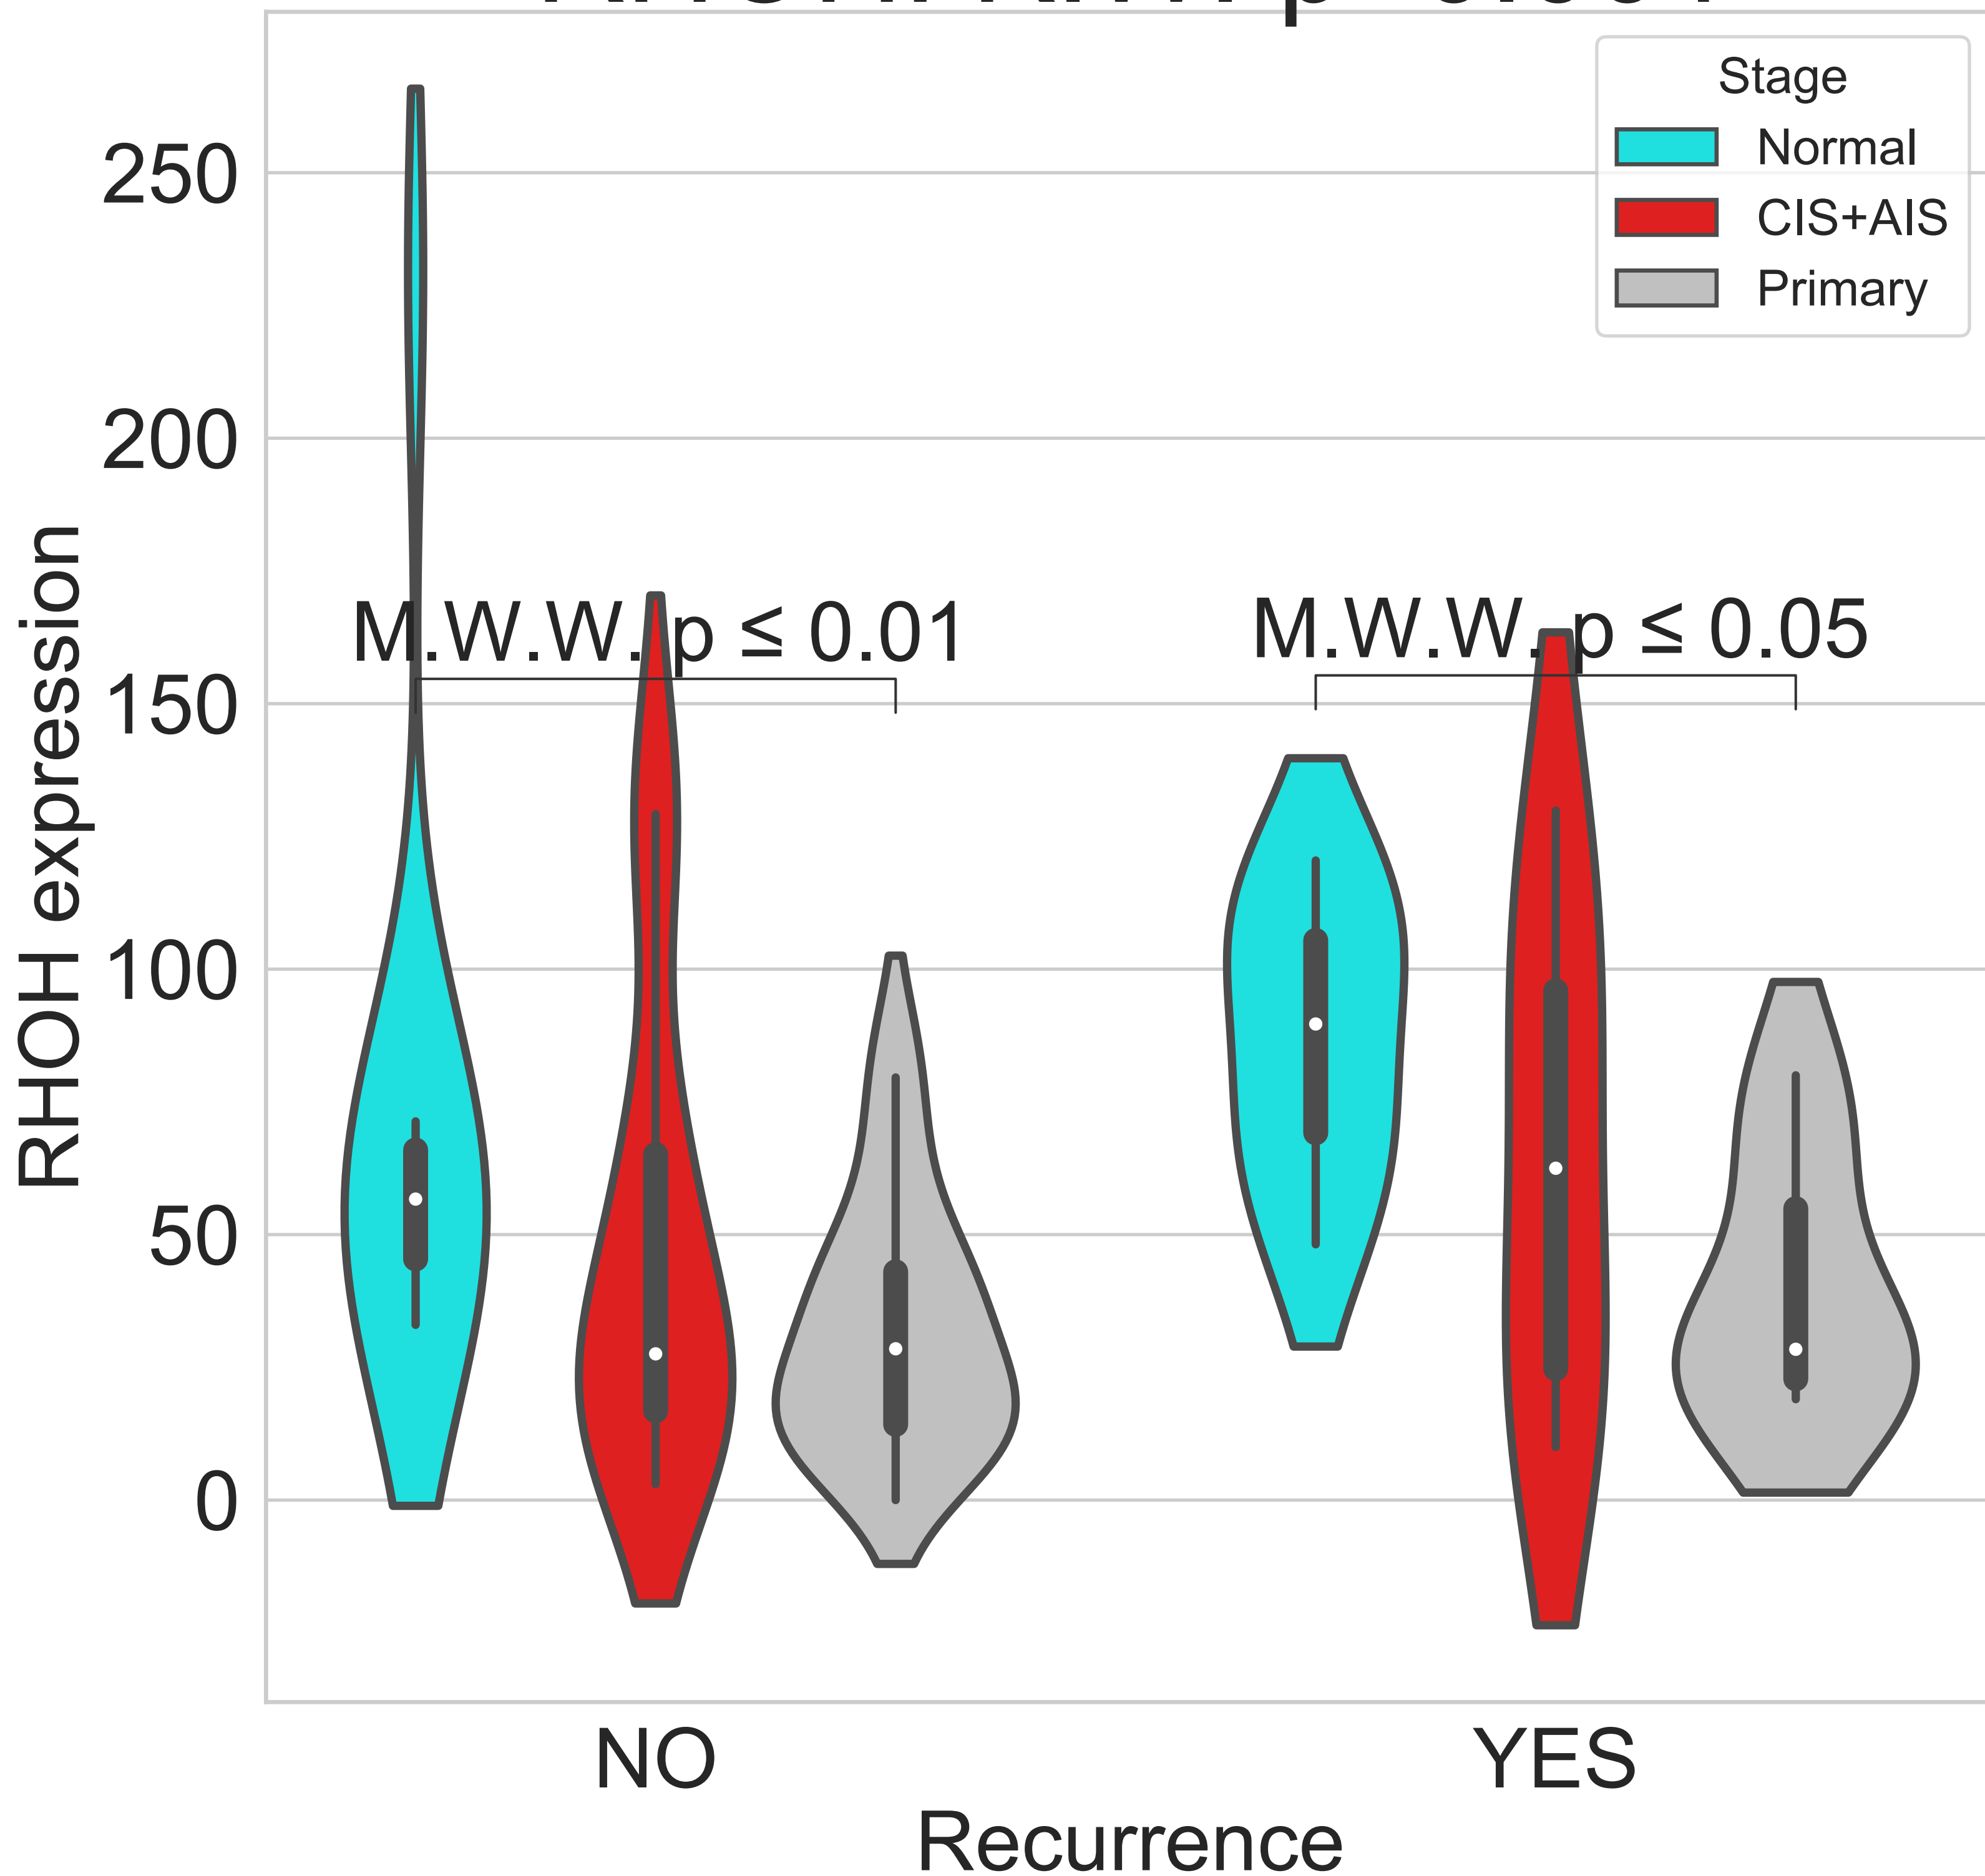 Stage
Normal
CIS+AIS
Primary
250
200
150
100
50
0
RHOH expression
M.W.W. p ≤ 0.01
M.W.W. p ≤ 0.05
NO
YES
Recurrence